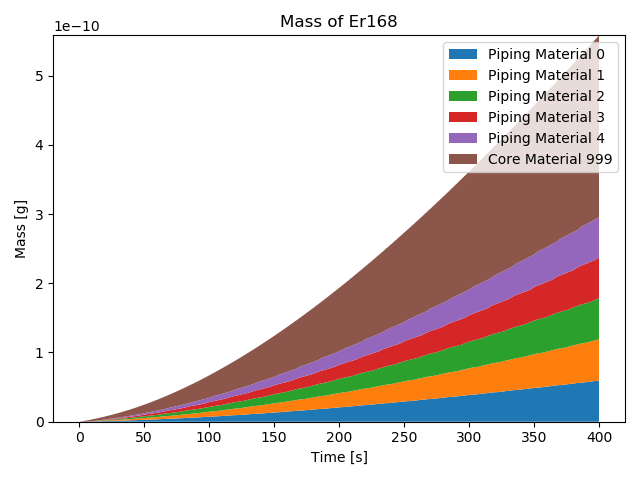 Mass of Er168
1e−10
Piping Material 0
Piping Material 1
Piping Material 2
Piping Material 3
Piping Material 4
Core Material 999
Mass [g]
5
4
3
2
1
0
0 50 100 150 200 250 300 350 400
Time [s]